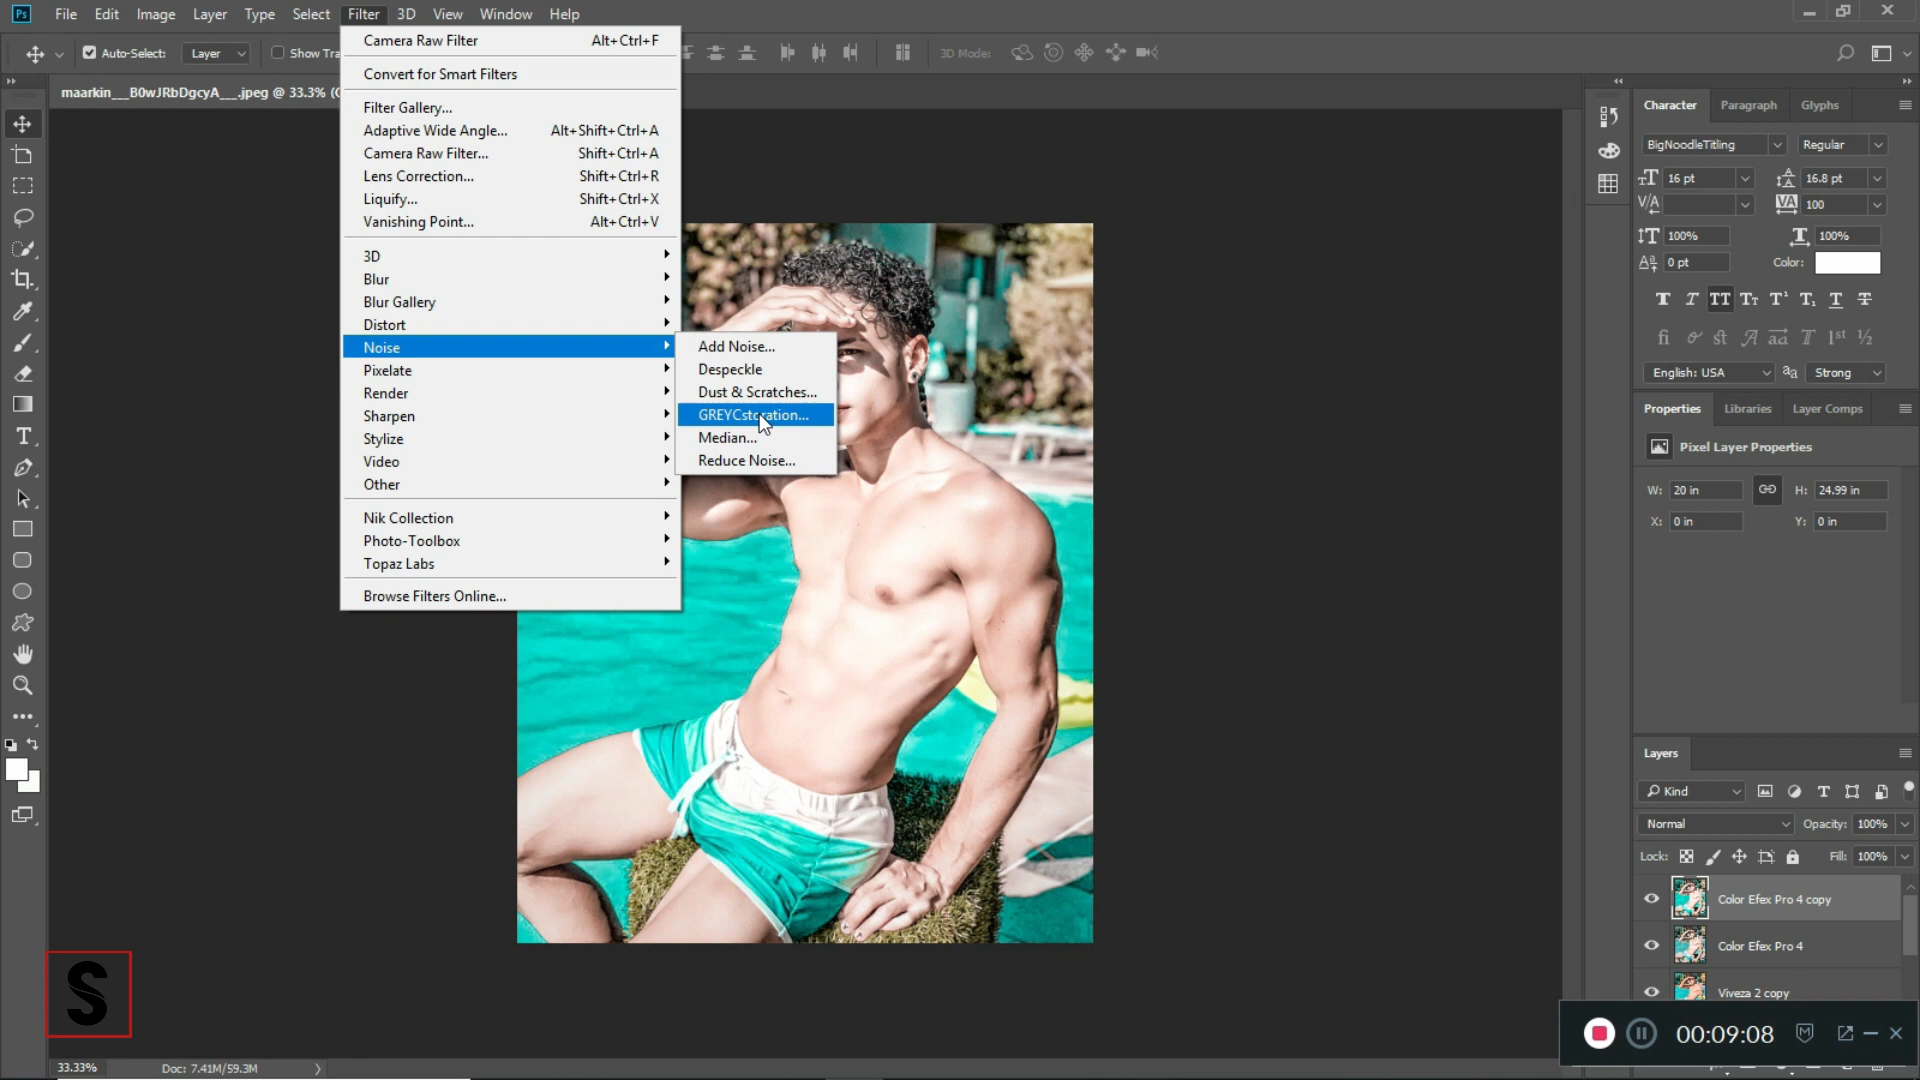 Ps File Edit Image Layer Type Select Filter 3D View Window Help
Auto-Select: Layer Show Tra 3D Mode:
maarkin___B0wJRbDgcyA___.jpeg @ 33.3% (C
Camera Raw Filter Alt+Ctrl+F
Convert for Smart Filters
Filter Gallery...
Adaptive Wide Angle... Alt+Shift+Ctrl+A
Camera Raw Filter... Shift+Ctrl+A
Lens Correction... Shift+Ctrl+R
Liquify... Shift+Ctrl+X
Vanishing Point... Alt+Ctrl+V
3D
Blur
Blur Gallery
Distort
Noise
Pixelate
Render
Sharpen
Stylize
Video
Other
Nik Collection
Photo-Toolbox
Topaz Labs
Browse Filters Online...
Add Noise...
Despeckle
Dust & Scratches...
GREYCstoration...
Median...
Reduce Noise...
Character Paragraph Glyphs
BigNoodleTitling Regular
16 pt 16.8 pt
100
100% 100%
0 pt Color:
English: USA Strong
Properties Libraries Layer Comps
Pixel Layer Properties
W: 20 in H: 24.99 in
X: 0 in Y: 0 in
Layers
Kind
Normal Opacity: 100%
Lock: Fill: 100%
Color Efex Pro 4 copy
Color Efex Pro 4
Viveza 2 copy
00:09:08
S
33.33% Doc: 7.41M/59.3M